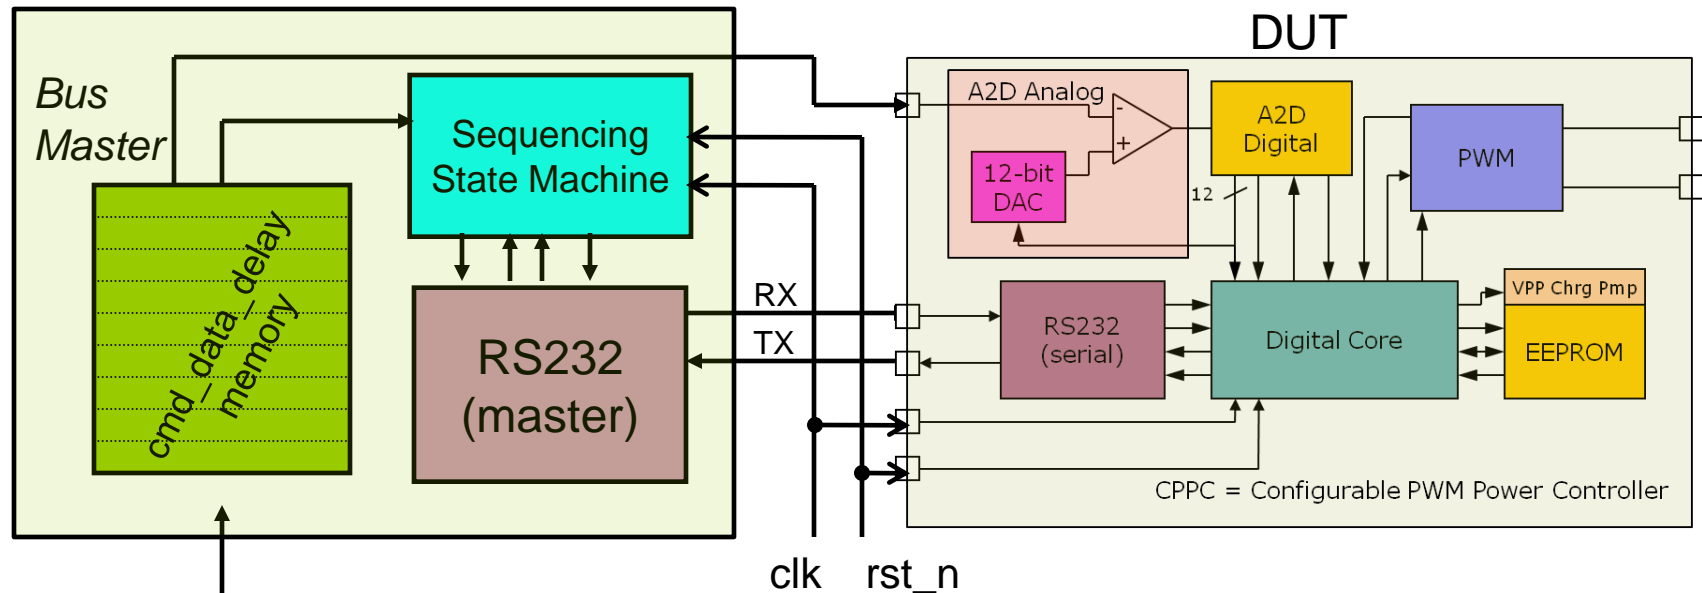 DUT
Bus
Master
Sequencing
State Machine
cmd_data_delay
memory
RS232
(master)
RX
TX
clk
rst_n
A2D Analog
-
+
12-bit
DAC
A2D
Digital
12
PWM
RS232
(serial)
Digital Core
VPP Chrg Pmp
EEPROM
CPPC = Configurable PWM Power Controller